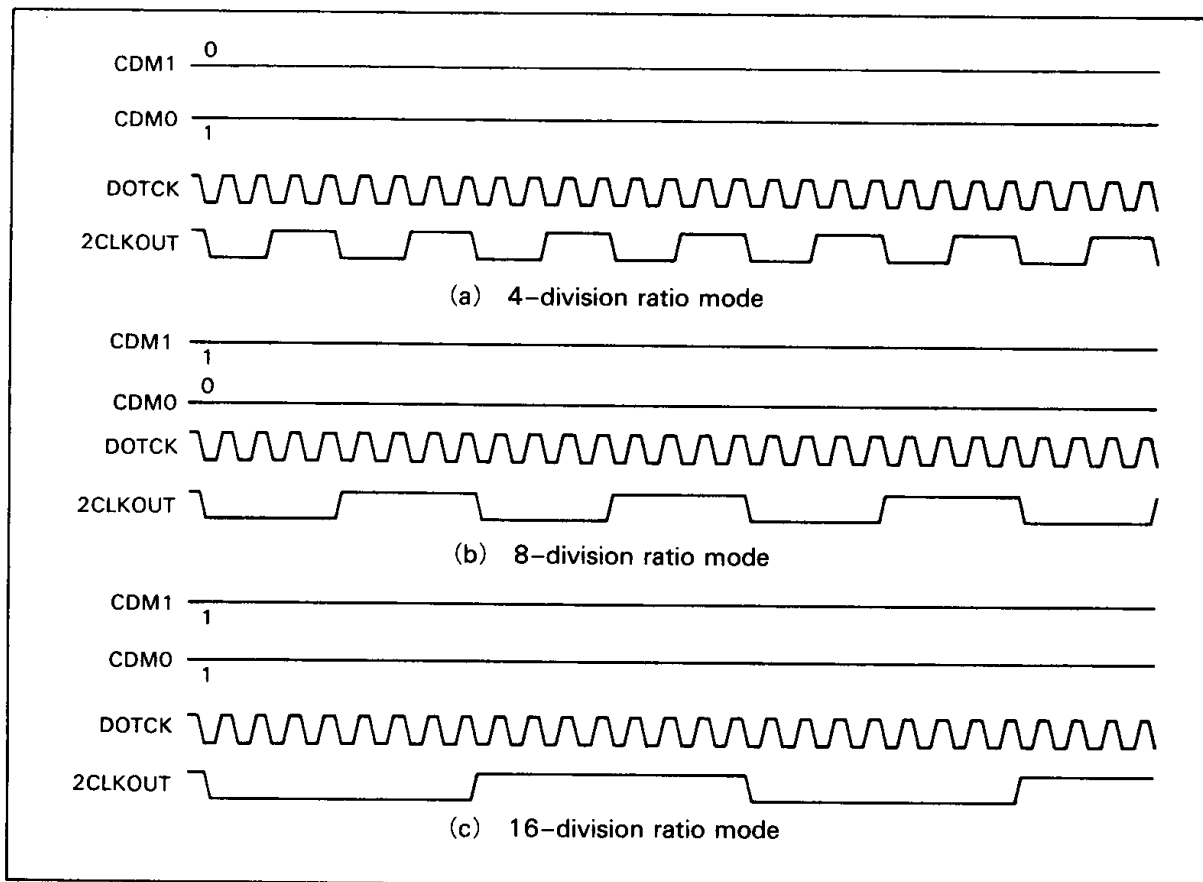 0
CDM1
CDM0
1
DOTCK
2CLKOUT
(a) 4-division ratio mode
CDM1
1
0
CDM0
DOTCK
2CLKOUT
(b) 8-division ratio mode
CDM1
1
CDM0
1
DOTCK
2CLKOUT
(c) 16-division ratio mode